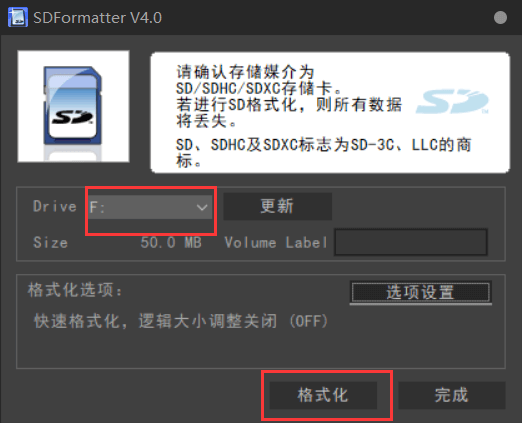 SDFormatter V4.0
请确认存储媒介为
SD/SDHC/SDXC存储卡。
若进行SD格式化，则所有数据
将丢失。
SD、SDHC及SDXC标志为SD-3C、LLC的商
标。
Drive F: 更新
Size 50.0 MB Volume Label
格式化选项： 选项设置
快速格式化，逻辑大小调整关闭 (OFF)
格式化 完成